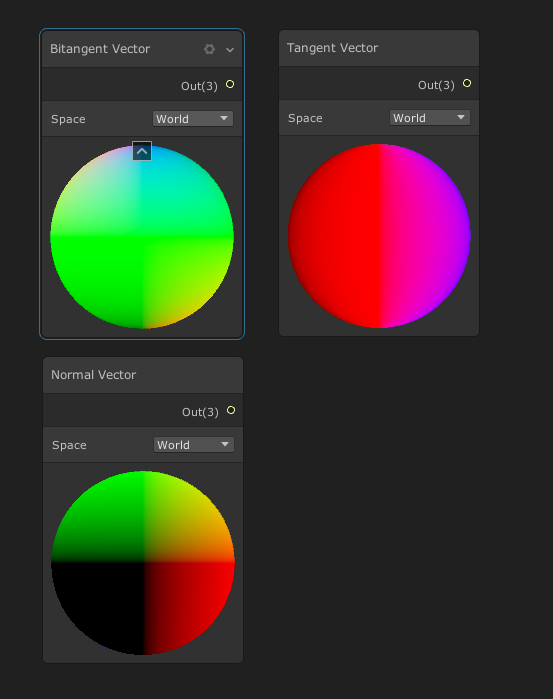 Bitangent Vector
Out(3)
Space World
Tangent Vector
Out(3)
Space World
Normal Vector
Out(3)
Space World